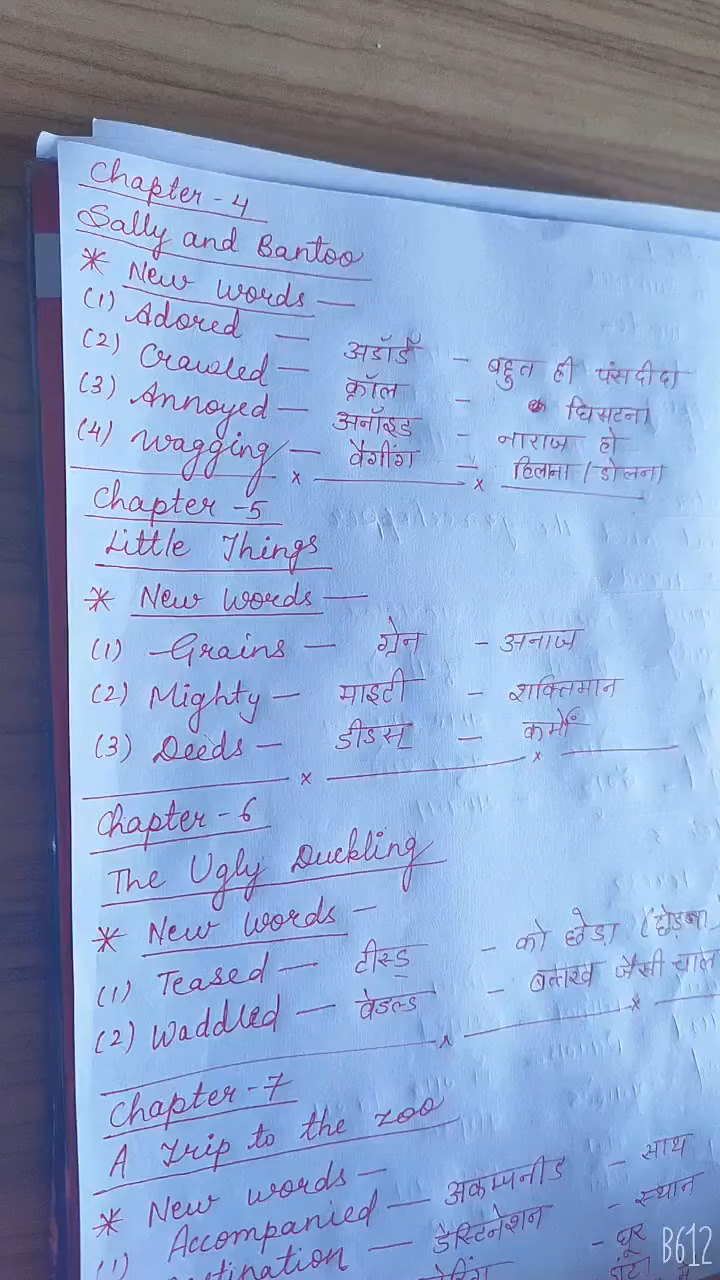 Chapter - 4
Sally and Bantoo
* New words —
(1) Adored — अडॉर्ड — बहुत ही पंसदीदा
(2) Crawled — क्रॉल — घिसटना
(3) Annoyed — अनॉइड — नाराज हो
(4) Wagging — वैगींग — हिलाना / डोलना
Chapter - 5
Little Things
* New words —
(1) Grains — ग्रेन — अनाज
(2) Mighty — माइटी — शक्तिमान
(3) Deeds — डीडस् — कर्मों
Chapter - 6
The Ugly Duckling
* New words —
(1) Teased — टीस्ड — को छेड़ा
(2) Waddled — वेडल्ड — बत्तख जैसी चाल
Chapter - 7
A Trip to the zoo
* New words —
(1) Accompanied — अकम्पनीड — साथ
डेस्टिनेशन — स्थान
घूर
B612